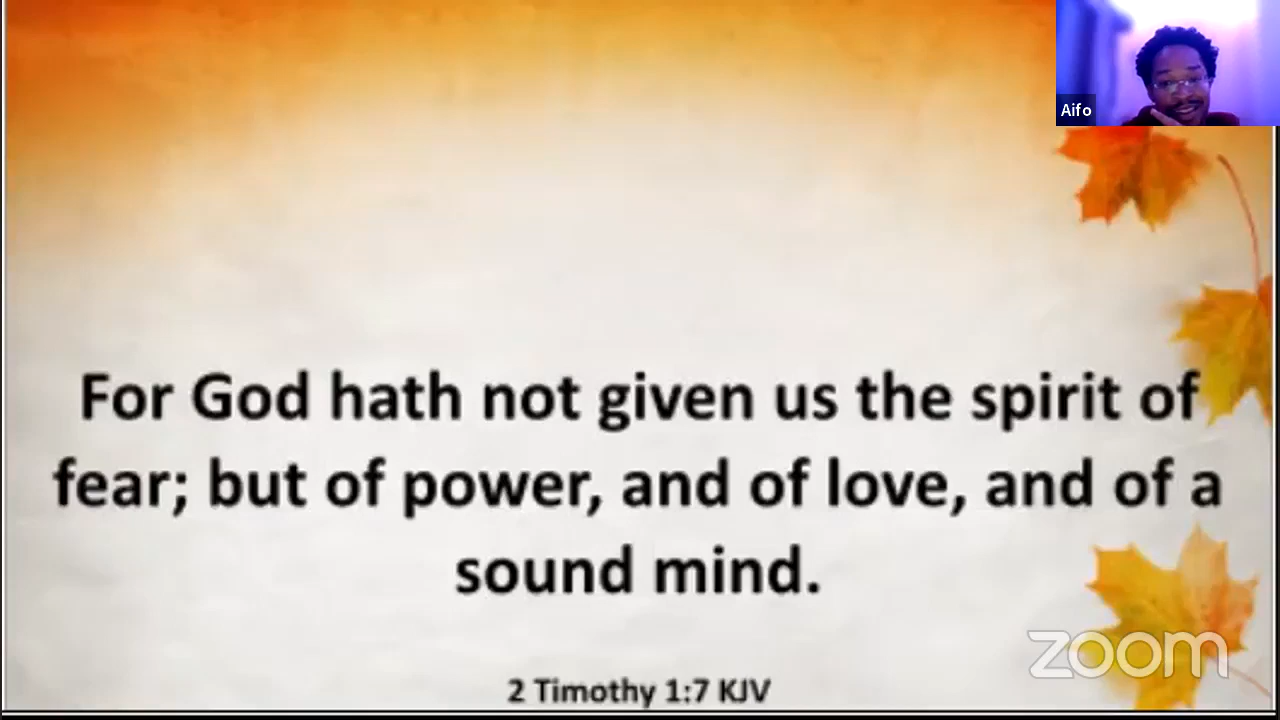 Aifo
For God hath not given us the spirit of
fear; but of power, and of love, and of a
sound mind.
zoom
2 Timothy 1:7 KJV